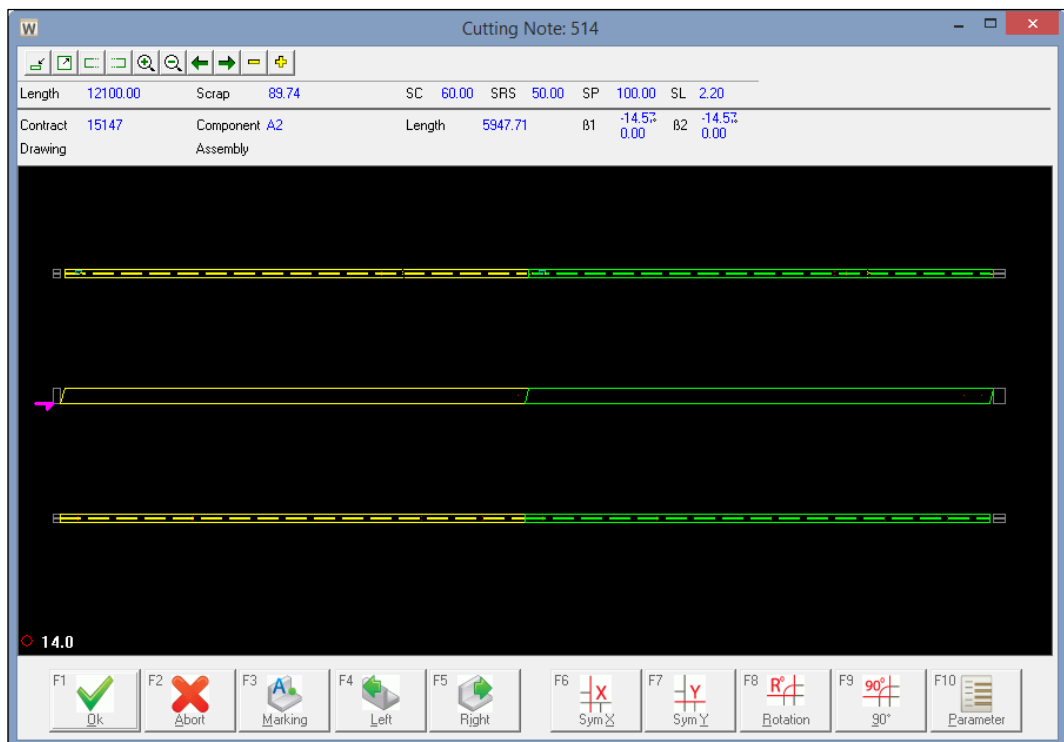 W Cutting Note: 514
Length 12100.00 Scrap 89.74 SC 60.00 SRS 50.00 SP 100.00 SL 2.20
Contract 15147 Component A2 Length 5947.71 ß1 -14.57 0.00 ß2 -14.57 0.00
Drawing Assembly
14.0
F1 Ok F2 Abort F3 A Marking F4 Left F5 Right F6 X Sym X F7 Y Sym Y F8 R° Rotation F9 90° 90° F10 Parameter